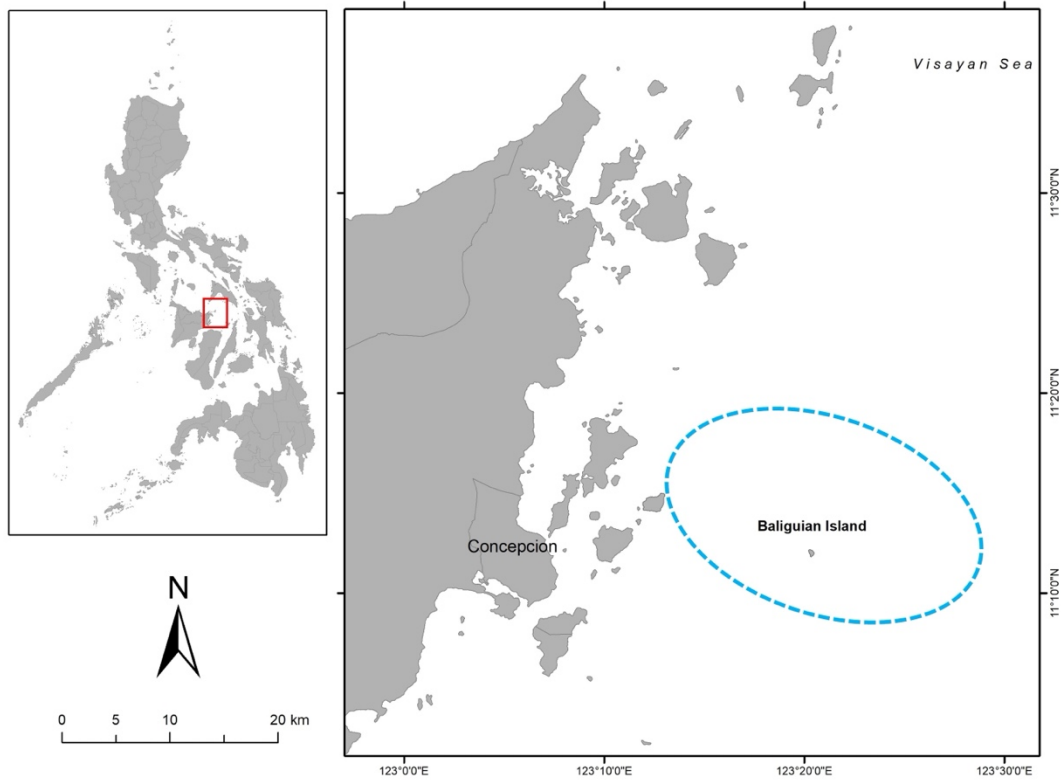 Visayan Sea
11°30'0"N
11°20'0"N
Baliguian Island
Concepcion
11°10'0"N
N
0 5 10 20 km
123°0'0"E 123°10'0"E 123°20'0"E 123°30'0"E